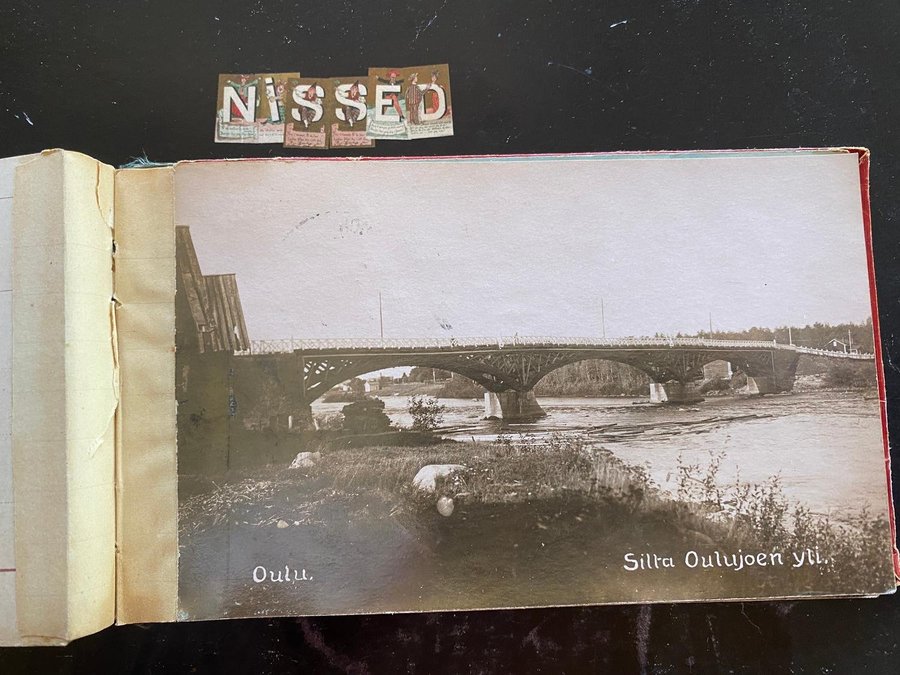 NiSSED
Oulu.
Silta Oulujoen yli.